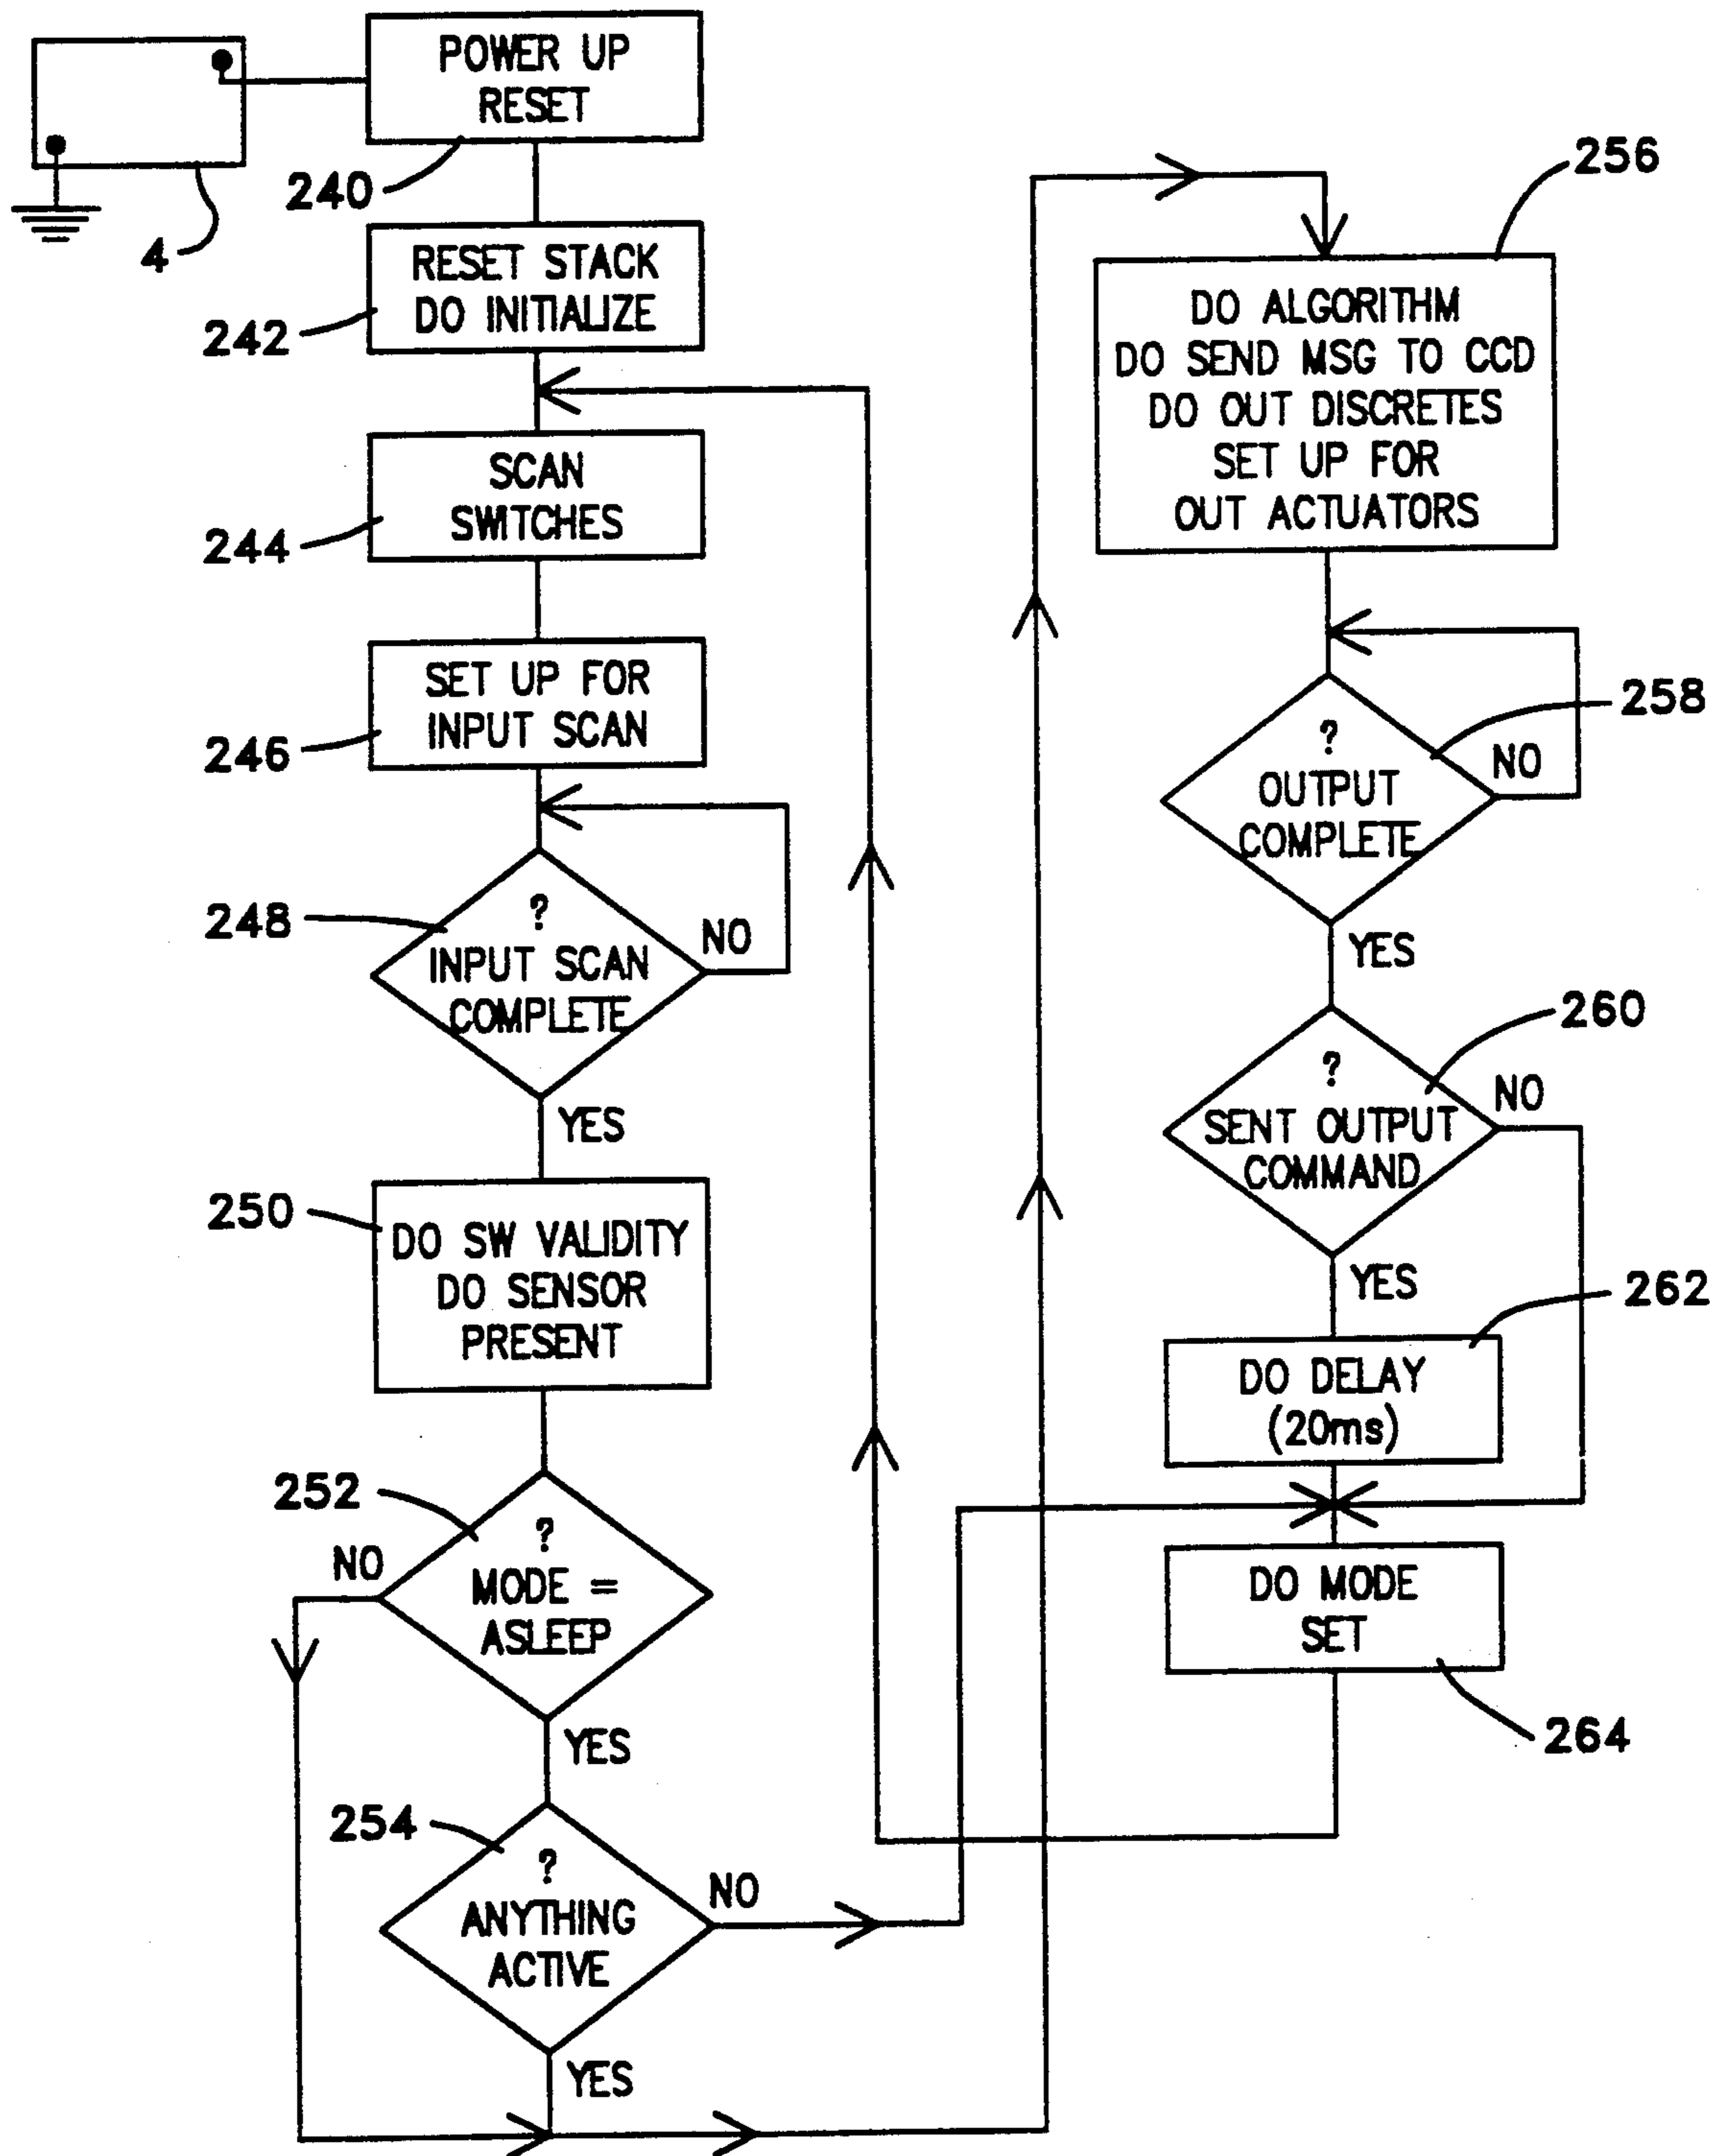 POWER UP
RESET
240
4
RESET STACK
DO INITIALIZE
242
SCAN
SWITCHES
244
SET UP FOR
INPUT SCAN
246
?
INPUT SCAN
COMPLETE
248
NO
YES
250
DO SW VALIDITY
DO SENSOR
PRESENT
252
?
MODE =
ASLEEP
NO
YES
254
?
ANYTHING
ACTIVE
NO
YES
256
DO ALGORITHM
DO SEND MSG TO CCD
DO OUT DISCRETES
SET UP FOR
OUT ACTUATORS
258
?
OUTPUT
COMPLETE
NO
YES
260
?
SENT OUTPUT
COMMAND
NO
YES
262
DO DELAY
(20ms)
DO MODE
SET
264